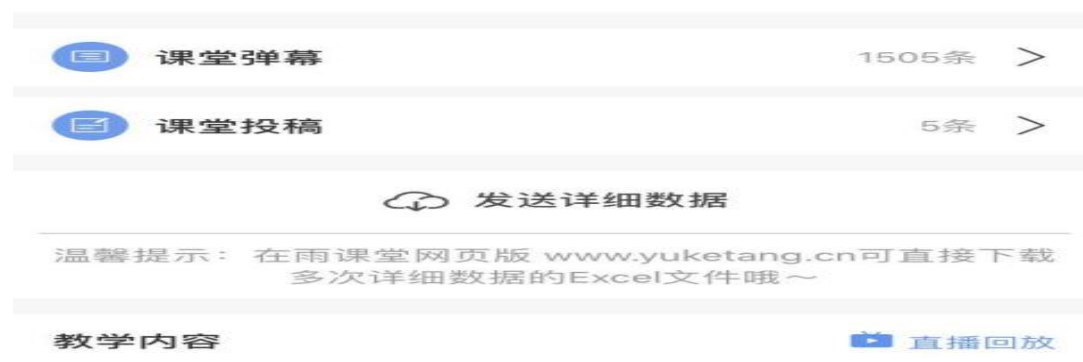 课堂弹幕 1505条 >
课堂投稿 5条 >
发送详细数据
温馨提示：在雨课堂网页版 www.yuketang.cn可直接下载
多次详细数据的Excel文件哦～
教学内容 直播回放